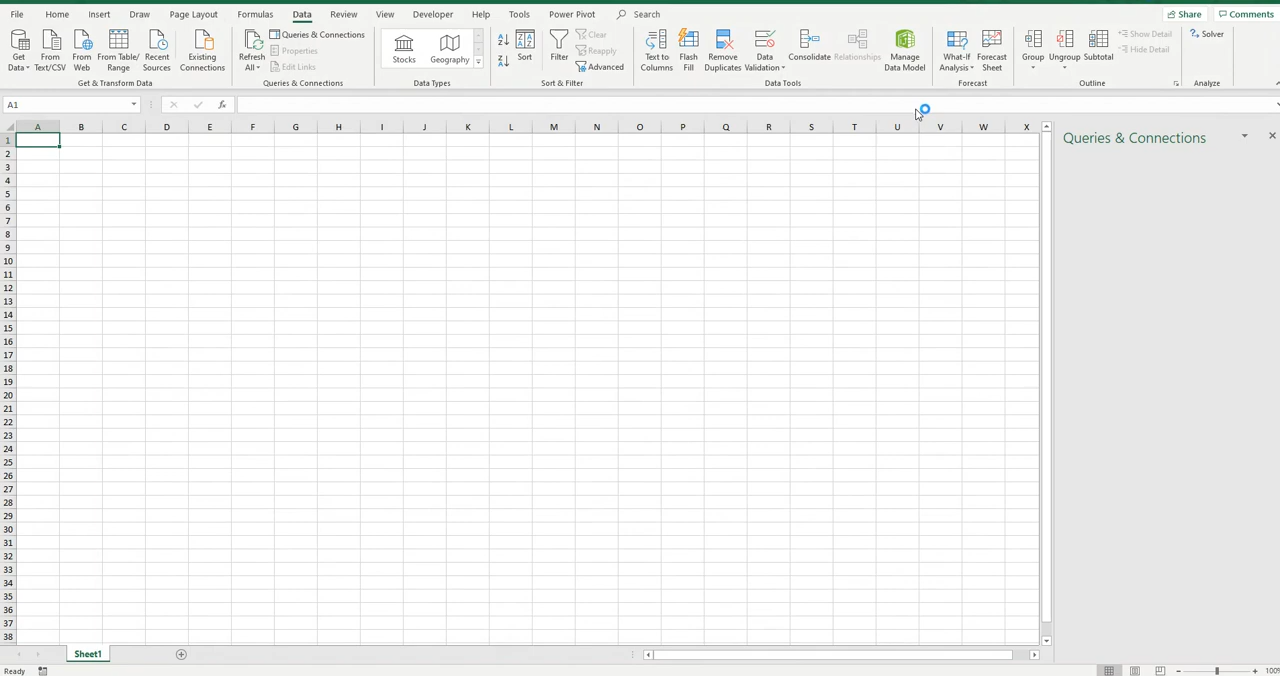 File Home Insert Draw Page Layout Formulas Data Review View Developer Help Tools Power Pivot Search Share Comments
Get Data From Text/CSV From Web From Table/ Range Recent Sources Existing Connections
Get & Transform Data
Refresh All Queries & Connections
Properties
Edit Links
Queries & Connections
Stocks Geography
Data Types
Sort Filter Clear
Reapply
Advanced
Sort & Filter
Text to Columns Flash Fill Remove Duplicates Data Validation Consolidate Relationships Manage Data Model
Data Tools
What-If Analysis Forecast Sheet
Forecast
Group Ungroup Subtotal Show Detail
Hide Detail
Outline
Solver
Analyze
A1 fx
A B C D E F G H I J K L M N O P Q R S T U V W X
Queries & Connections
1
2
3
4
5
6
7
8
9
10
11
12
13
14
15
16
17
18
19
20
21
22
23
24
25
26
27
28
29
30
31
32
33
34
35
36
37
38
Sheet1
Ready 100%